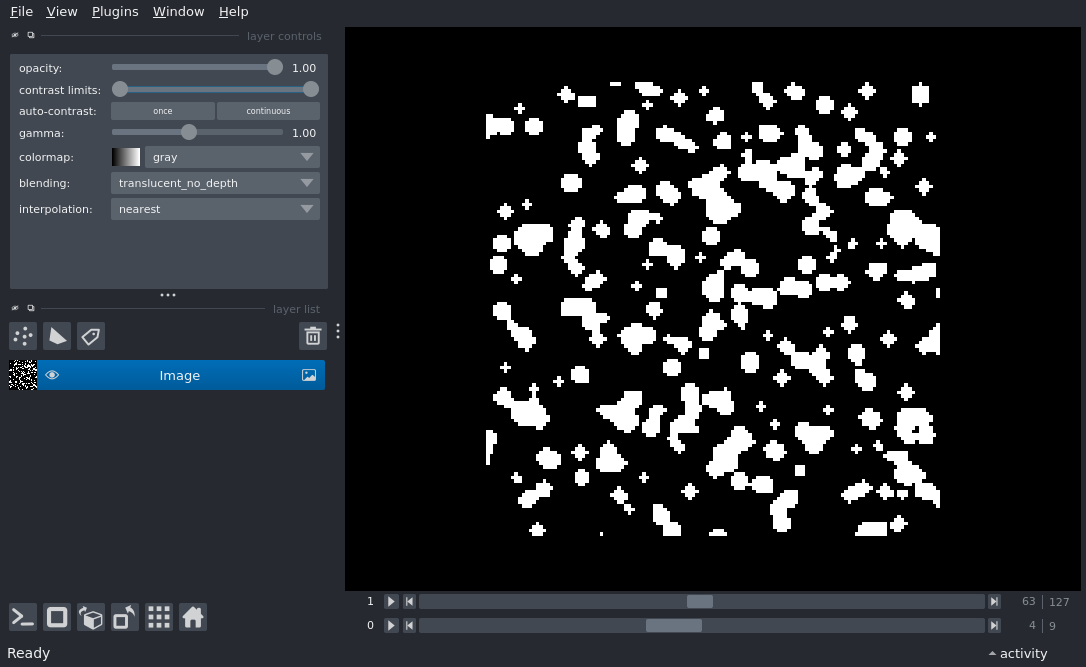 File View Plugins Window Help
layer controls
opacity: 1.00
contrast limits:
auto-contrast: once continuous
gamma: 1.00
colormap: gray
blending: translucent_no_depth
interpolation: nearest
layer list
Image
1 63 127
0 4 9
Ready activity